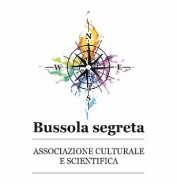 N
W E
S
Bussola segreta
ASSOCIAZIONE CULTURALE
E SCIENTIFICA